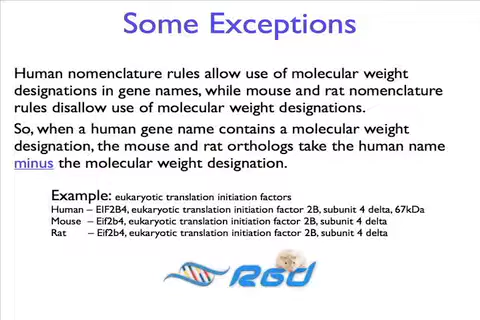 Some Exceptions
Human nomenclature rules allow use of molecular weight
designations in gene names, while mouse and rat nomenclature
rules disallow use of molecular weight designations.
So, when a human gene name contains a molecular weight
designation, the mouse and rat orthologs take the human name
minus the molecular weight designation.
Example: eukaryotic translation initiation factors
Human – EIF2B4, eukaryotic translation initiation factor 2B, subunit 4 delta, 67kDa
Mouse – Eif2b4, eukaryotic translation initiation factor 2B, subunit 4 delta
Rat – Eif2b4, eukaryotic translation initiation factor 2B, subunit 4 delta
RGD